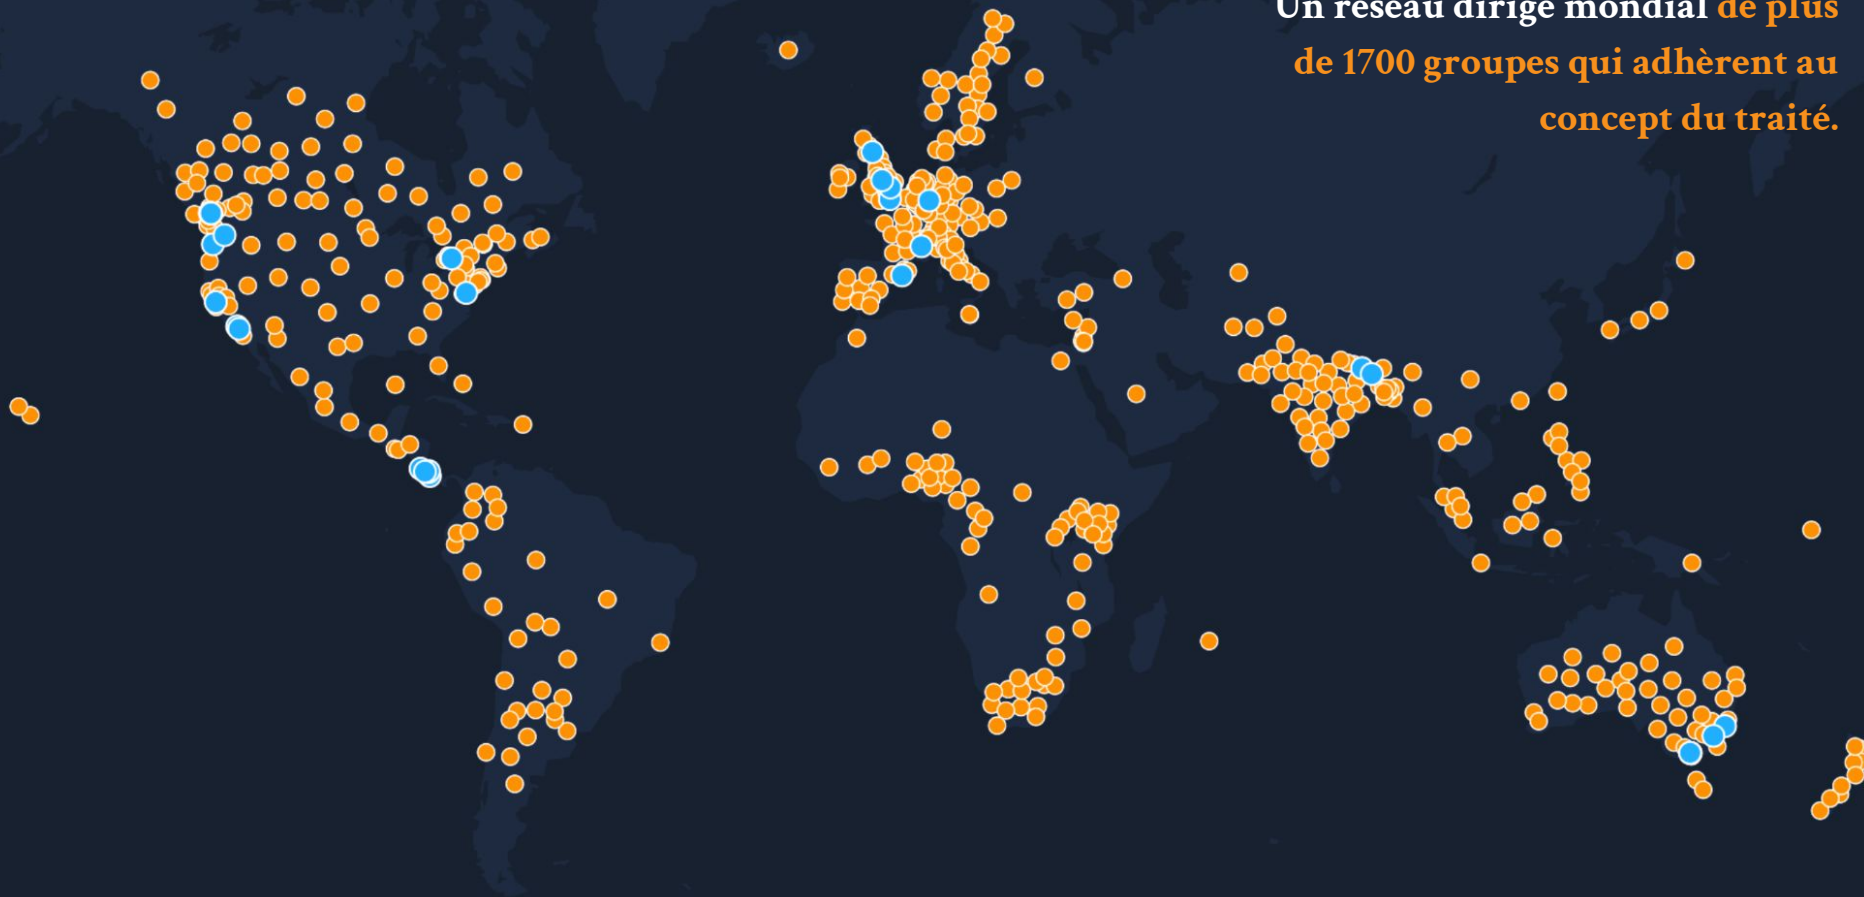 Un réseau dirigé mondial de plus
de 1700 groupes qui adhèrent au
concept du traité.